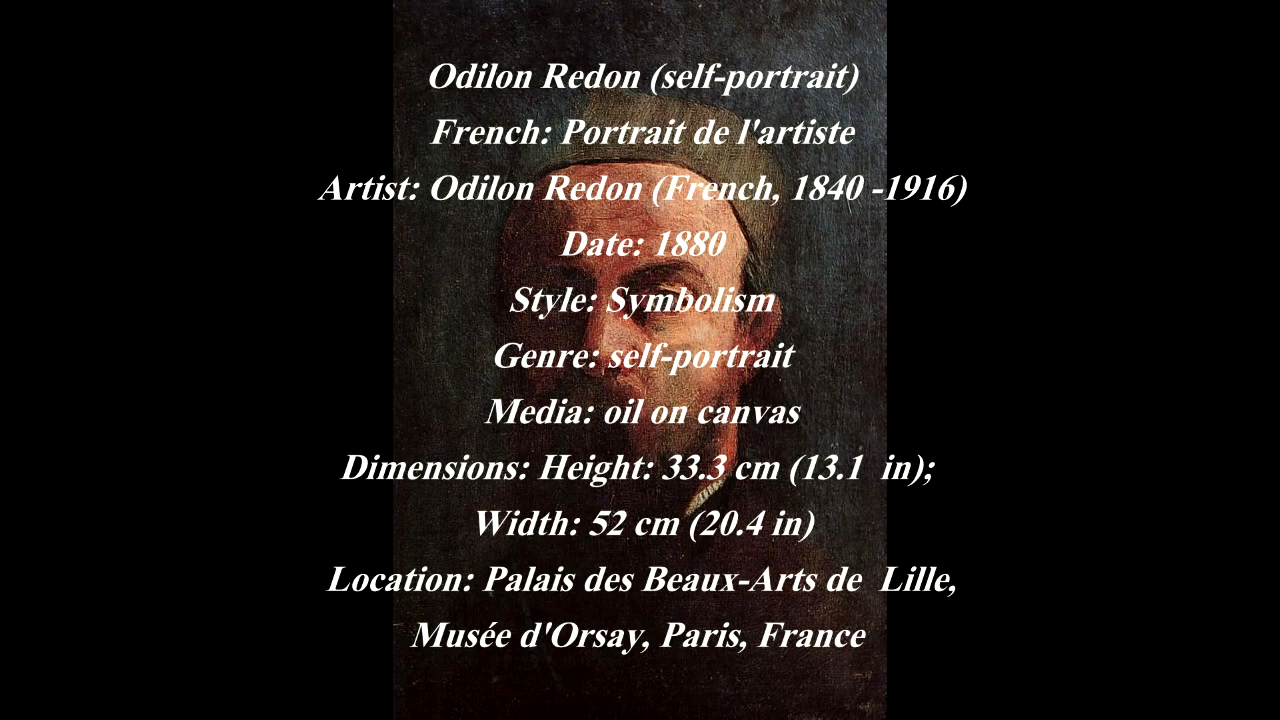 Odilon Redon (self-portrait)
French: Portrait de l'artiste
Artist: Odilon Redon (French, 1840 -1916)
Date: 1880
Style: Symbolism
Genre: self-portrait
Media: oil on canvas
Dimensions: Height: 33.3 cm (13.1  in);
Width: 52 cm (20.4 in)
Location: Palais des Beaux-Arts de  Lille,
Musée d'Orsay, Paris, France